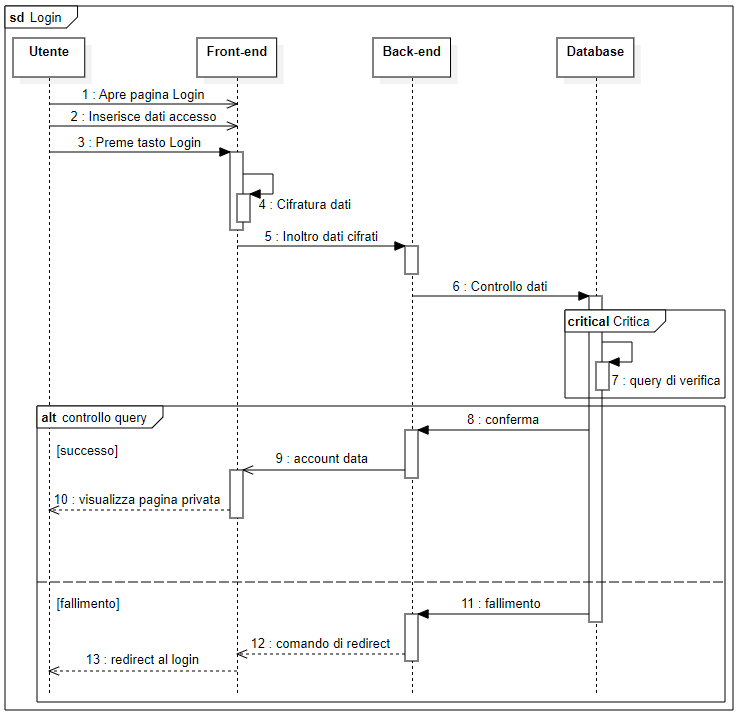 sd Login
Utente
Front-end
Back-end
Database
1 : Apre pagina Login
2 : Inserisce dati accesso
3 : Preme tasto Login
4 : Cifratura dati
5 : Inoltro dati cifrati
6 : Controllo dati
critical Critica
7 : query di verifica
alt controllo query
8 : conferma
[successo]
9 : account data
10 : visualizza pagina privata
[fallimento]
11 : fallimento
12 : comando di redirect
13 : redirect al login